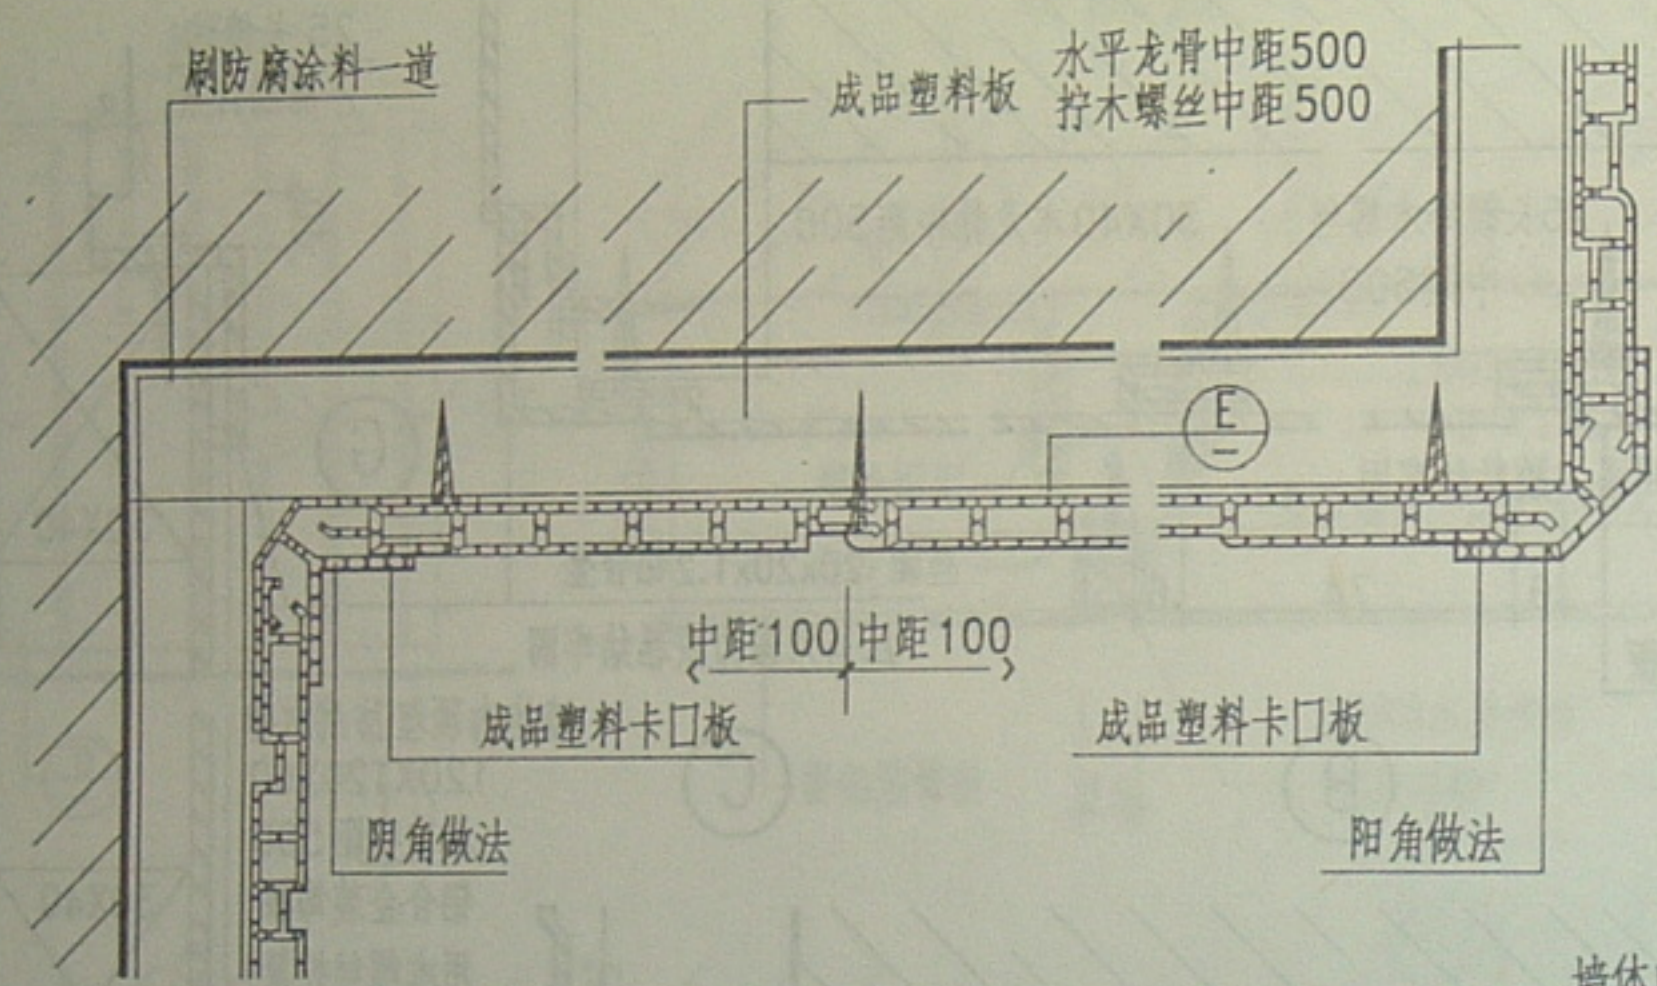 刷防腐涂料一道
成品塑料板
水平龙骨中距500
拧木螺丝中距500
E
中距100 中距100
成品塑料卡口板
成品塑料卡口板
阴角做法
阳角做法
墙体